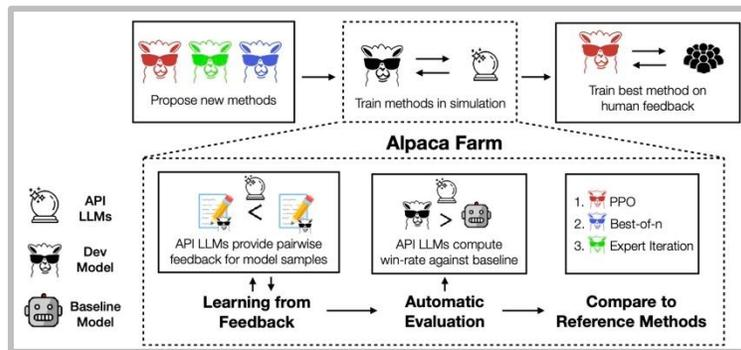 Propose new methods
Train methods in simulation
Train best method on
human feedback
Alpaca Farm
API
LLMs
Dev
Model
Baseline
Model
<
API LLMs provide pairwise
feedback for model samples
>
API LLMs compute
win-rate against baseline
1. PPO
2. Best-of-n
3. Expert Iteration
Learning from
Feedback
Automatic
Evaluation
Compare to
Reference Methods